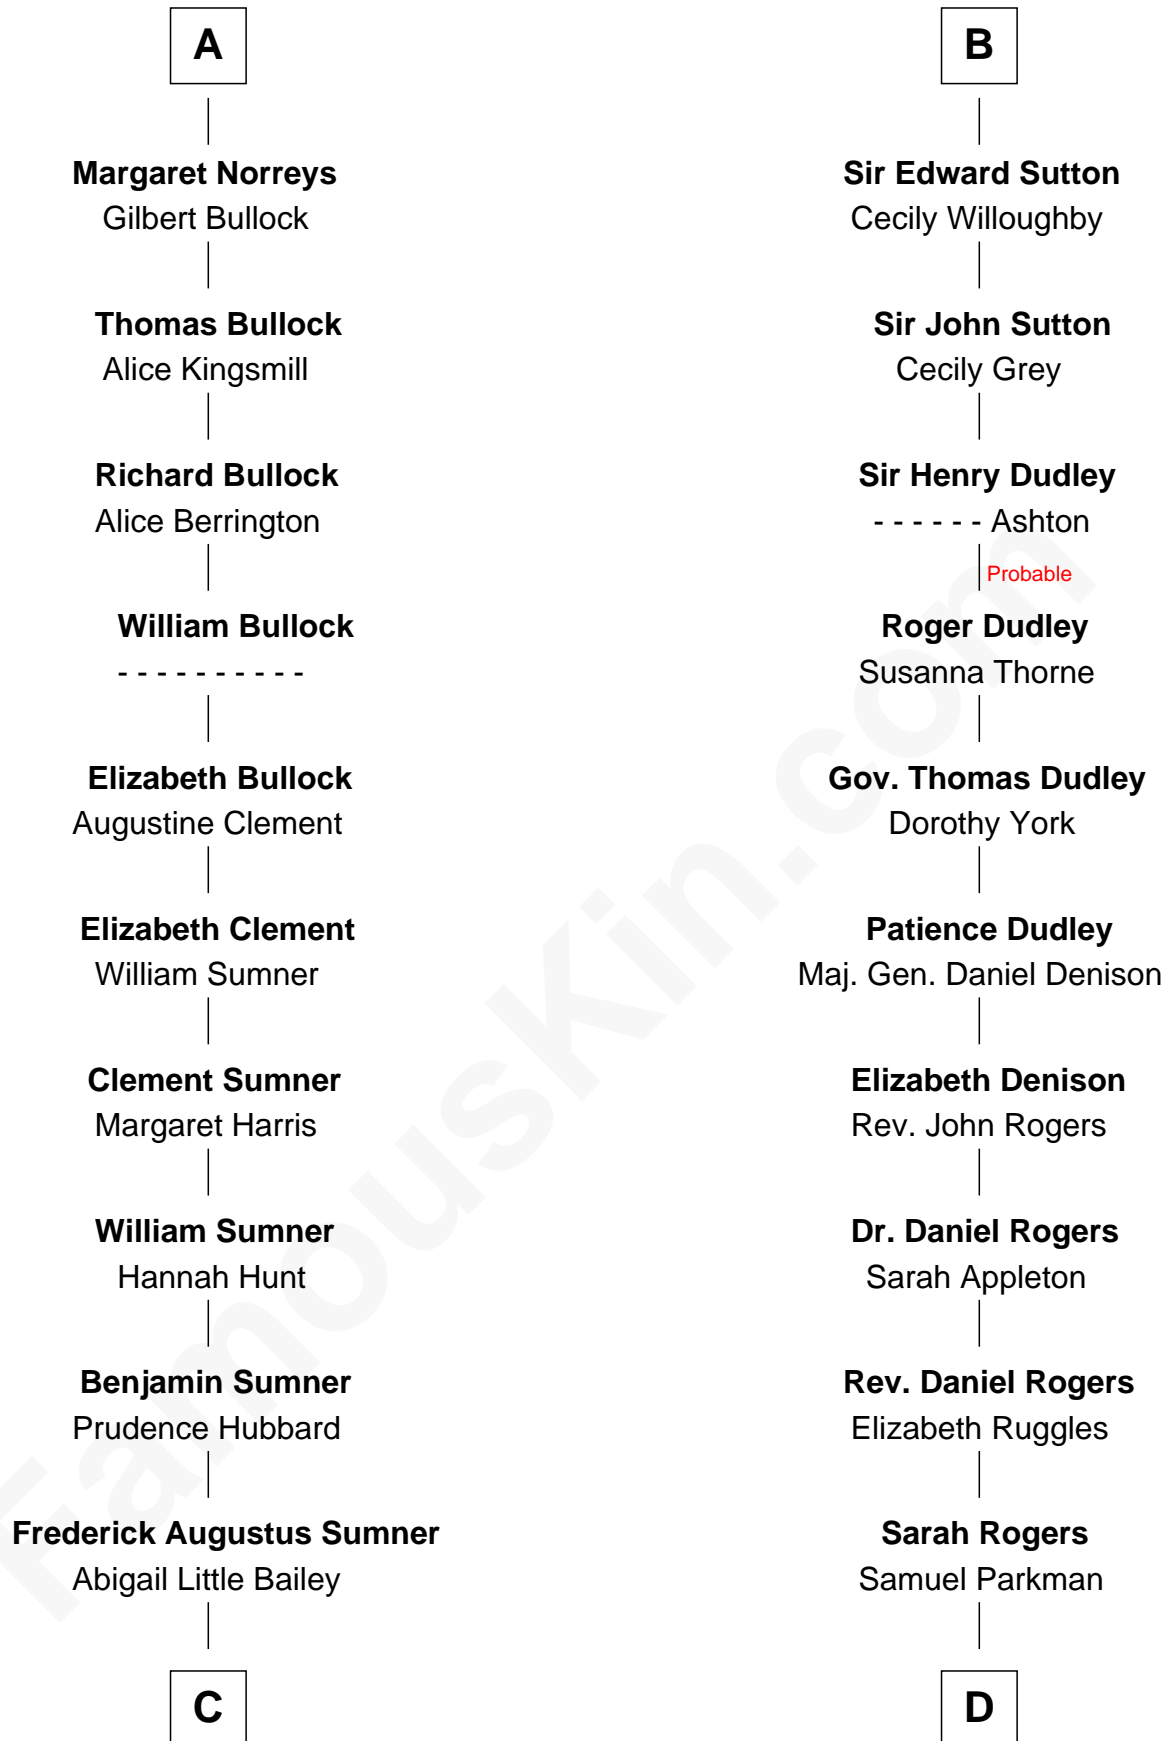 A
Margaret Norreys
Gilbert Bullock
Thomas Bullock
Alice Kingsmill
Richard Bullock
Alice Berrington
William Bullock
- - - - - - - - - -
Elizabeth Bullock
Augustine Clement
Elizabeth Clement
William Sumner
Clement Sumner
Margaret Harris
William Sumner
Hannah Hunt
Benjamin Sumner
Prudence Hubbard
Frederick Augustus Sumner
Abigail Little Bailey
C
B
Sir Edward Sutton
Cecily Willoughby
Sir John Sutton
Cecily Grey
Sir Henry Dudley
- - - - - - Ashton
Probable
Roger Dudley
Susanna Thorne
Gov. Thomas Dudley
Dorothy York
Patience Dudley
Maj. Gen. Daniel Denison
Elizabeth Denison
Rev. John Rogers
Dr. Daniel Rogers
Sarah Appleton
Rev. Daniel Rogers
Elizabeth Ruggles
Sarah Rogers
Samuel Parkman
D
FamousKin.com